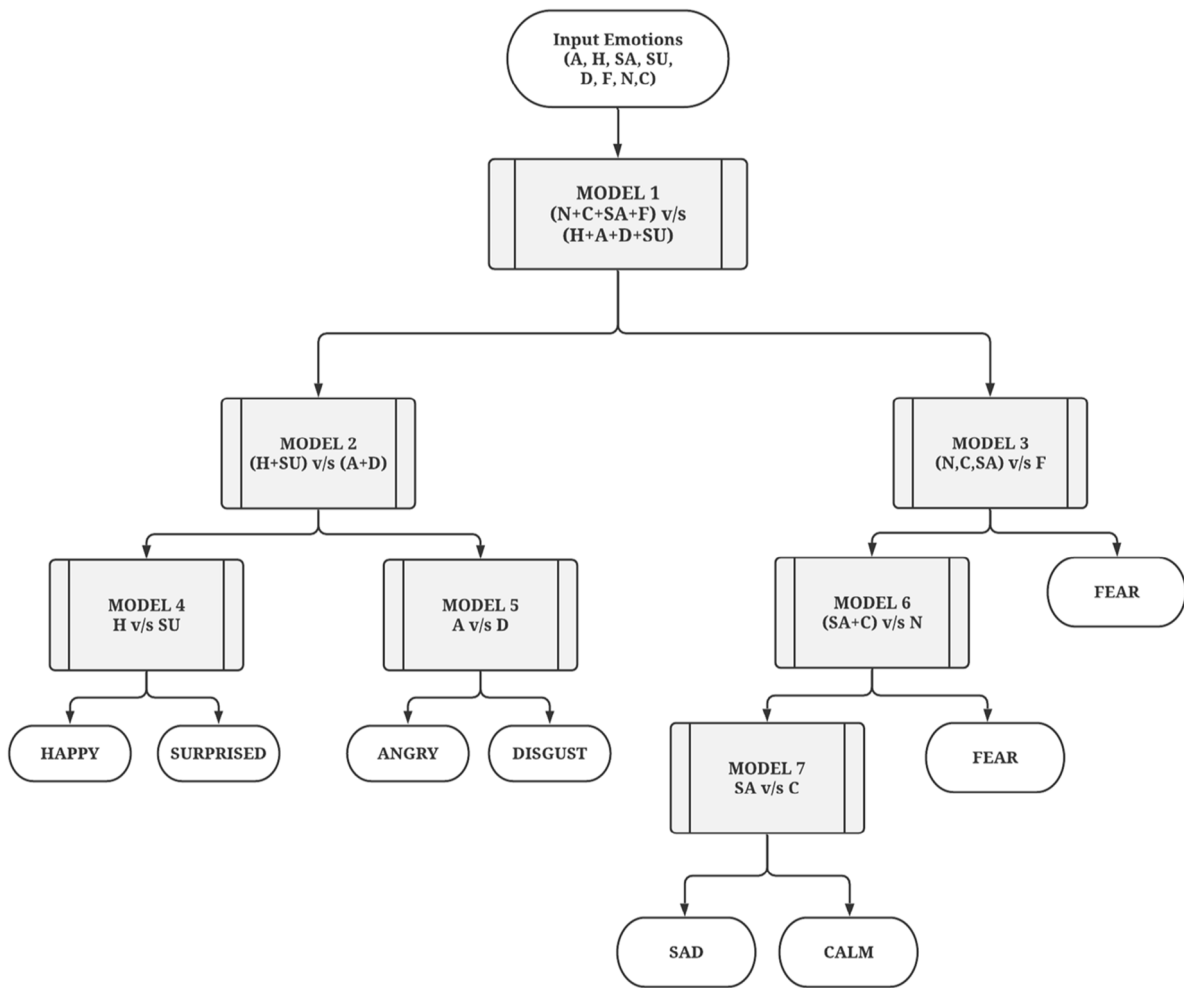 Input Emotions
(A, H, SA, SU,
D, F, N,C)
MODEL 1
(N+C+SA+F) v/s
(H+A+D+SU)
MODEL 2
(H+SU) v/s (A+D)
MODEL 3
(N,C,SA) v/s F
MODEL 4
H v/s SU
MODEL 5
A v/s D
MODEL 6
(SA+C) v/s N
FEAR
HAPPY
SURPRISED
ANGRY
DISGUST
MODEL 7
SA v/s C
FEAR
SAD
CALM